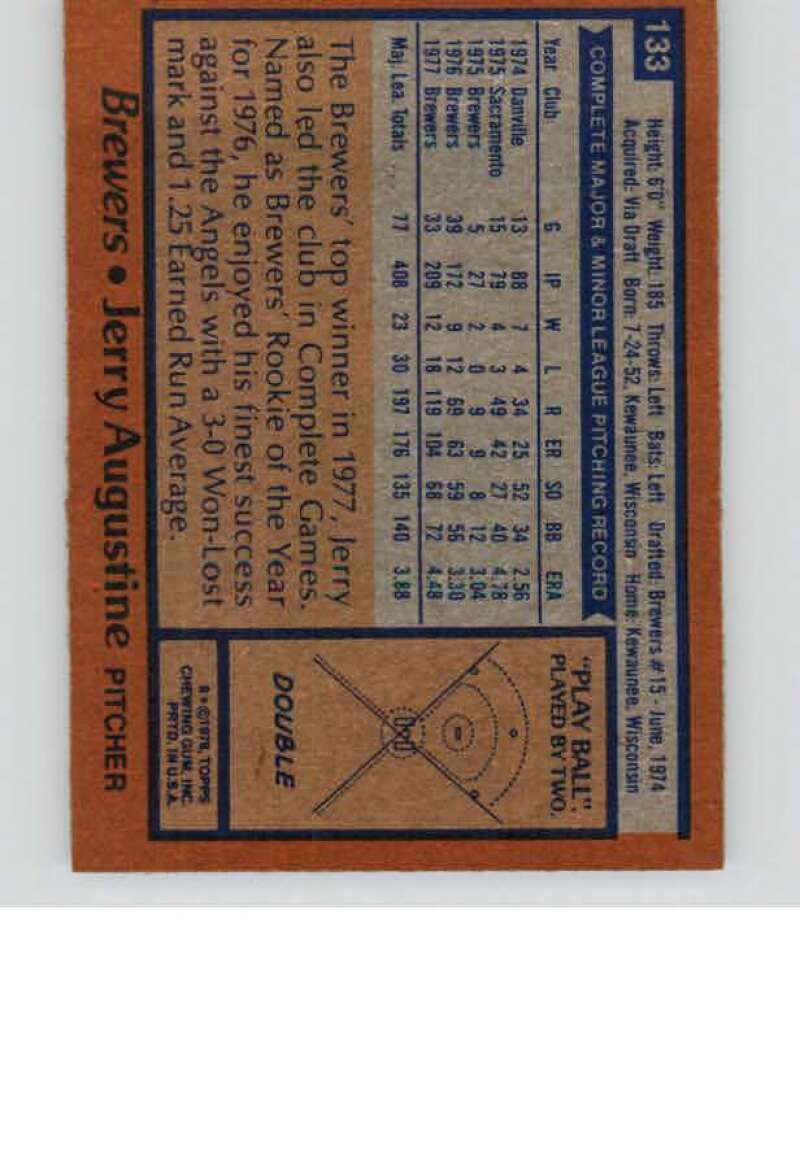 133
Height: 6'0" Weight: 185 Throws: Left Bats: Left Drafted: Brewers #15 - June, 1974
Acquired: Via Draft Born: 7-24-52, Kewaunee, Wisconsin Home: Kewaunee, Wisconsin
COMPLETE MAJOR & MINOR LEAGUE PITCHING RECORD
Year Club G IP W L R ER SO BB ERA
1974 Danville 13 88 7 4 34 25 52 34 2.56
1975 Sacramento 15 79 4 3 49 42 27 40 4.78
1975 Brewers 5 27 2 0 9 9 8 12 3.04
1976 Brewers 39 172 9 12 69 63 59 56 3.30
1977 Brewers 33 209 12 18 119 104 68 72 4.48
Maj. Lea. Totals ... 77 408 23 30 197 176 135 140 3.88
The Brewers' top winner in 1977, Jerry
also led the club in Complete Games.
Named as Brewers' Rookie of the Year
for 1976, he enjoyed his finest success
against the Angels with a 3-0 Won-Lost
mark and 1.25 Earned Run Average.
"PLAY BALL".
PLAYED BY TWO.
DOUBLE
B* ©1978, TOPPS
CHEWING GUM, INC.
PRTD. IN U.S.A.
Brewers • Jerry Augustine PITCHER